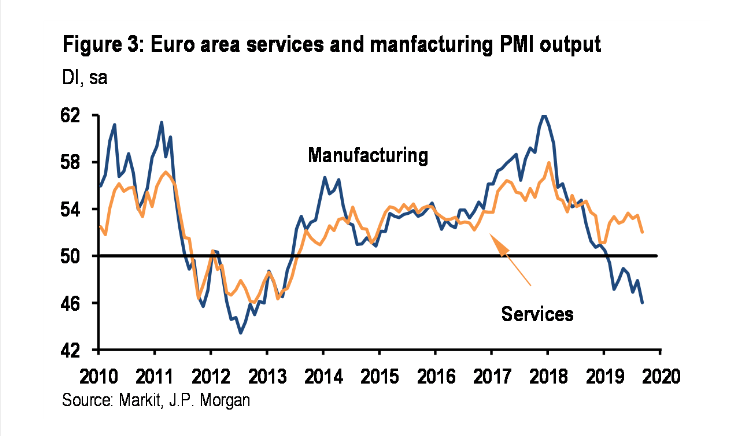 Figure 3: Euro area services and manfacturing PMI output
DI, sa
62
58
54
50
46
42
Manufacturing
Services
2010 2011 2012 2013 2014 2015 2016 2017 2018 2019 2020
Source: Markit, J.P. Morgan